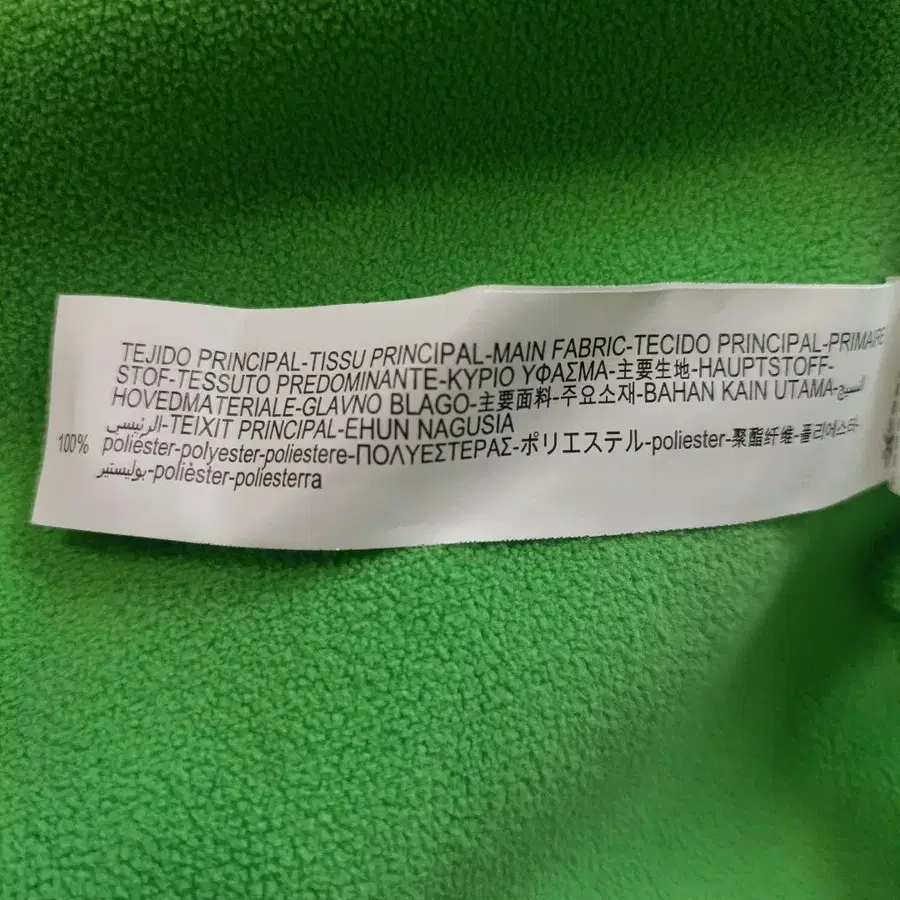 TEJIDO PRINCIPAL-TISSU PRINCIPAL-MAIN FABRIC-TECIDO PRINCIPAL-PRIMAIRE
STOF-TESSUTO PREDOMINANTE-ΚΥΡΙΟ ΥΦΑΣΜΑ-主要生地-HAUPTSTOFF-
HOVEDMATERIALE-GLAVNO BLAGO-主要面料-주요소재-BAHAN KAIN UTAMA-النسيج
الرئيسي-TEIXIT PRINCIPAL-EHUN NAGUSIA
100% poliéster-polyester-poliestere-ΠΟΛΥΕΣΤΕΡΑΣ-ポリエステル-poliester-聚酯纤维-폴리에스터-
بوليستير-polièster-poliesterra